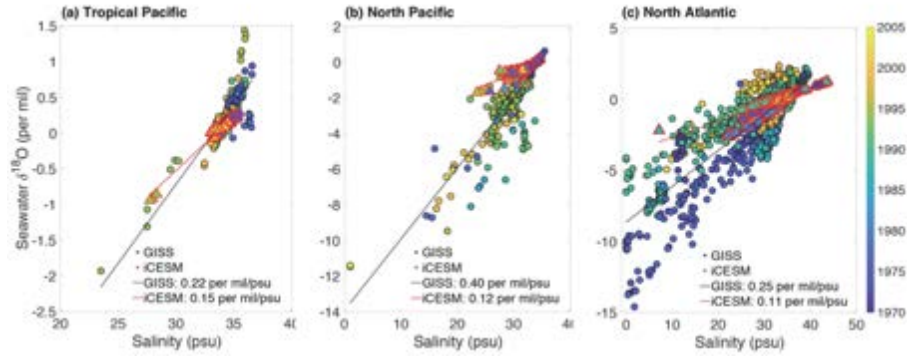 (a) Tropical Pacific
(b) North Pacific
(c) North Atlantic
Seawater δ18O (per mil)
1.5
1
0.5
0
-0.5
-1
-1.5
-2
-2.5
20 25 30 35 40
Salinity (psu)
GISS
iCESM
GISS: 0.22 per mil/psu
iCESM: 0.15 per mil/psu
2
0
-2
-4
-6
-8
-10
-12
-14
0 10 20 30 40
Salinity (psu)
GISS
iCESM
GISS: 0.40 per mil/psu
iCESM: 0.12 per mil/psu
5
0
-5
-10
-15
0 10 20 30 40 50
Salinity (psu)
GISS
iCESM
GISS: 0.25 per mil/psu
iCESM: 0.11 per mil/psu
2005
2000
1995
1990
1985
1980
1975
1970